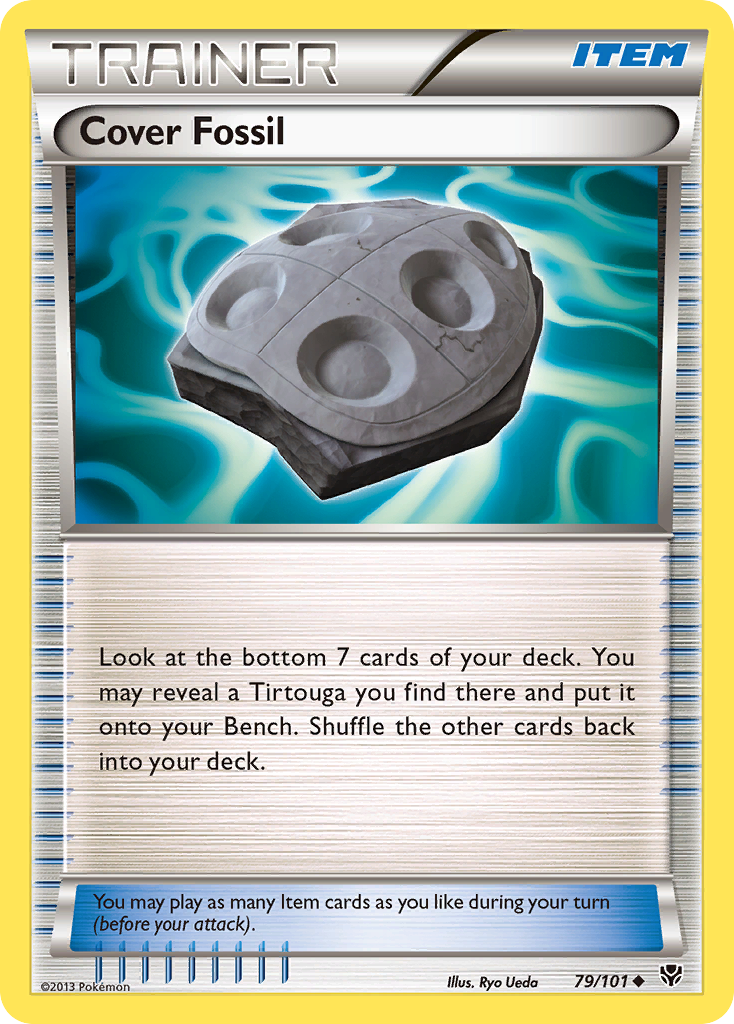 TRAINER
ITEM
Cover Fossil
Look at the bottom 7 cards of your deck. You
may reveal a Tirtouga you find there and put it
onto your Bench. Shuffle the other cards back
into your deck.
You may play as many Item cards as you like during your turn
(before your attack).
©2013 Pokémon
Illus. Ryo Ueda
79/101